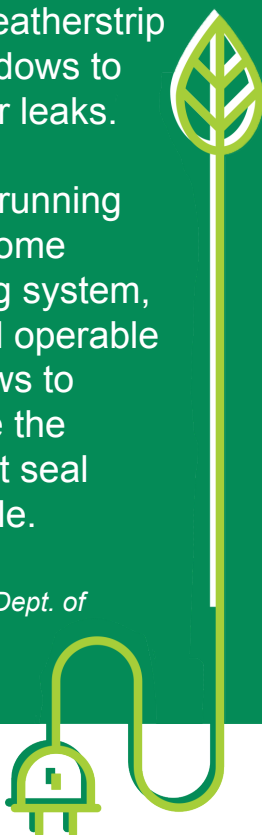 eatherstrip
dows to
r leaks.
running
ome
g system,
operable
ws to
e the
t seal
le.
Dept. of